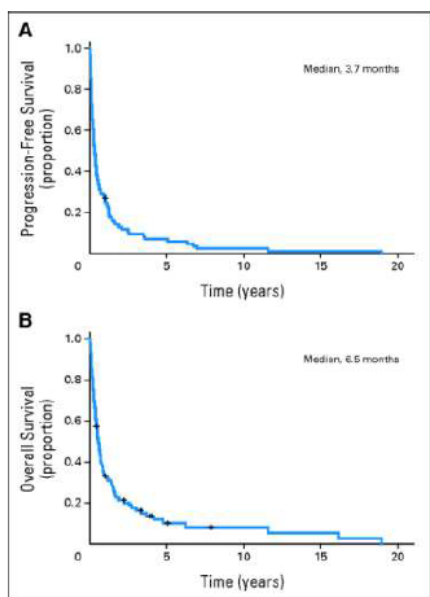 A
Median, 3.7 months
Progression-Free Survival
(proportion)
1.0
0.8
0.6
0.4
0.2
0
5
10
15
20
Time (years)
B
Median, 6.5 months
Overall Survival
(proportion)
1.0
0.8
0.6
0.4
0.2
0
5
10
15
20
Time (years)